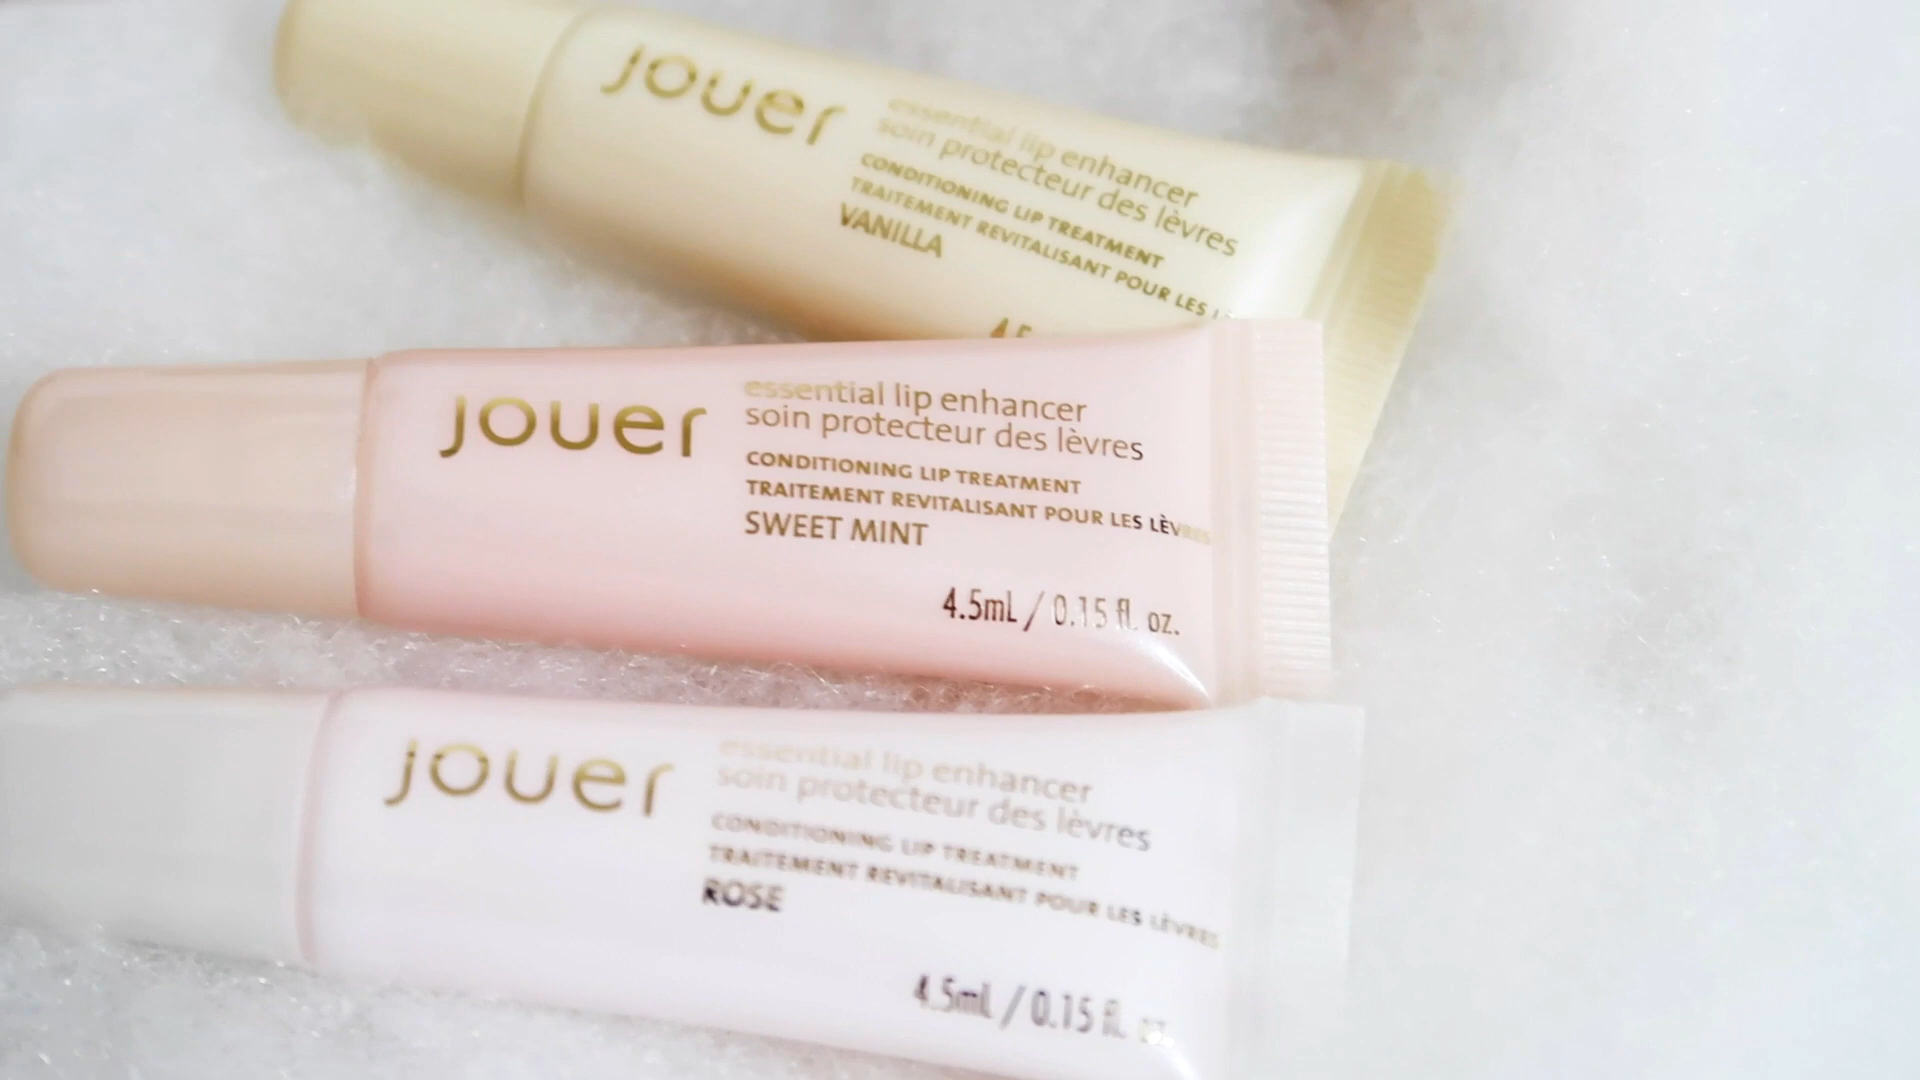 jouer
essential lip enhancer
soin protecteur des lèvres
CONDITIONING LIP TREATMENT
TRAITEMENT REVITALISANT POUR LES
VANILLA
jouer
essential lip enhancer
soin protecteur des lèvres
CONDITIONING LIP TREATMENT
TRAITEMENT REVITALISANT POUR LES LÈVRES
SWEET MINT
4.5mL / 0.15 fl. oz.
jouer
essential lip enhancer
soin protecteur des lèvres
CONDITIONING LIP TREATMENT
TRAITEMENT REVITALISANT POUR LES LÈVRES
ROSE
4.5mL / 0.15 fl. oz.